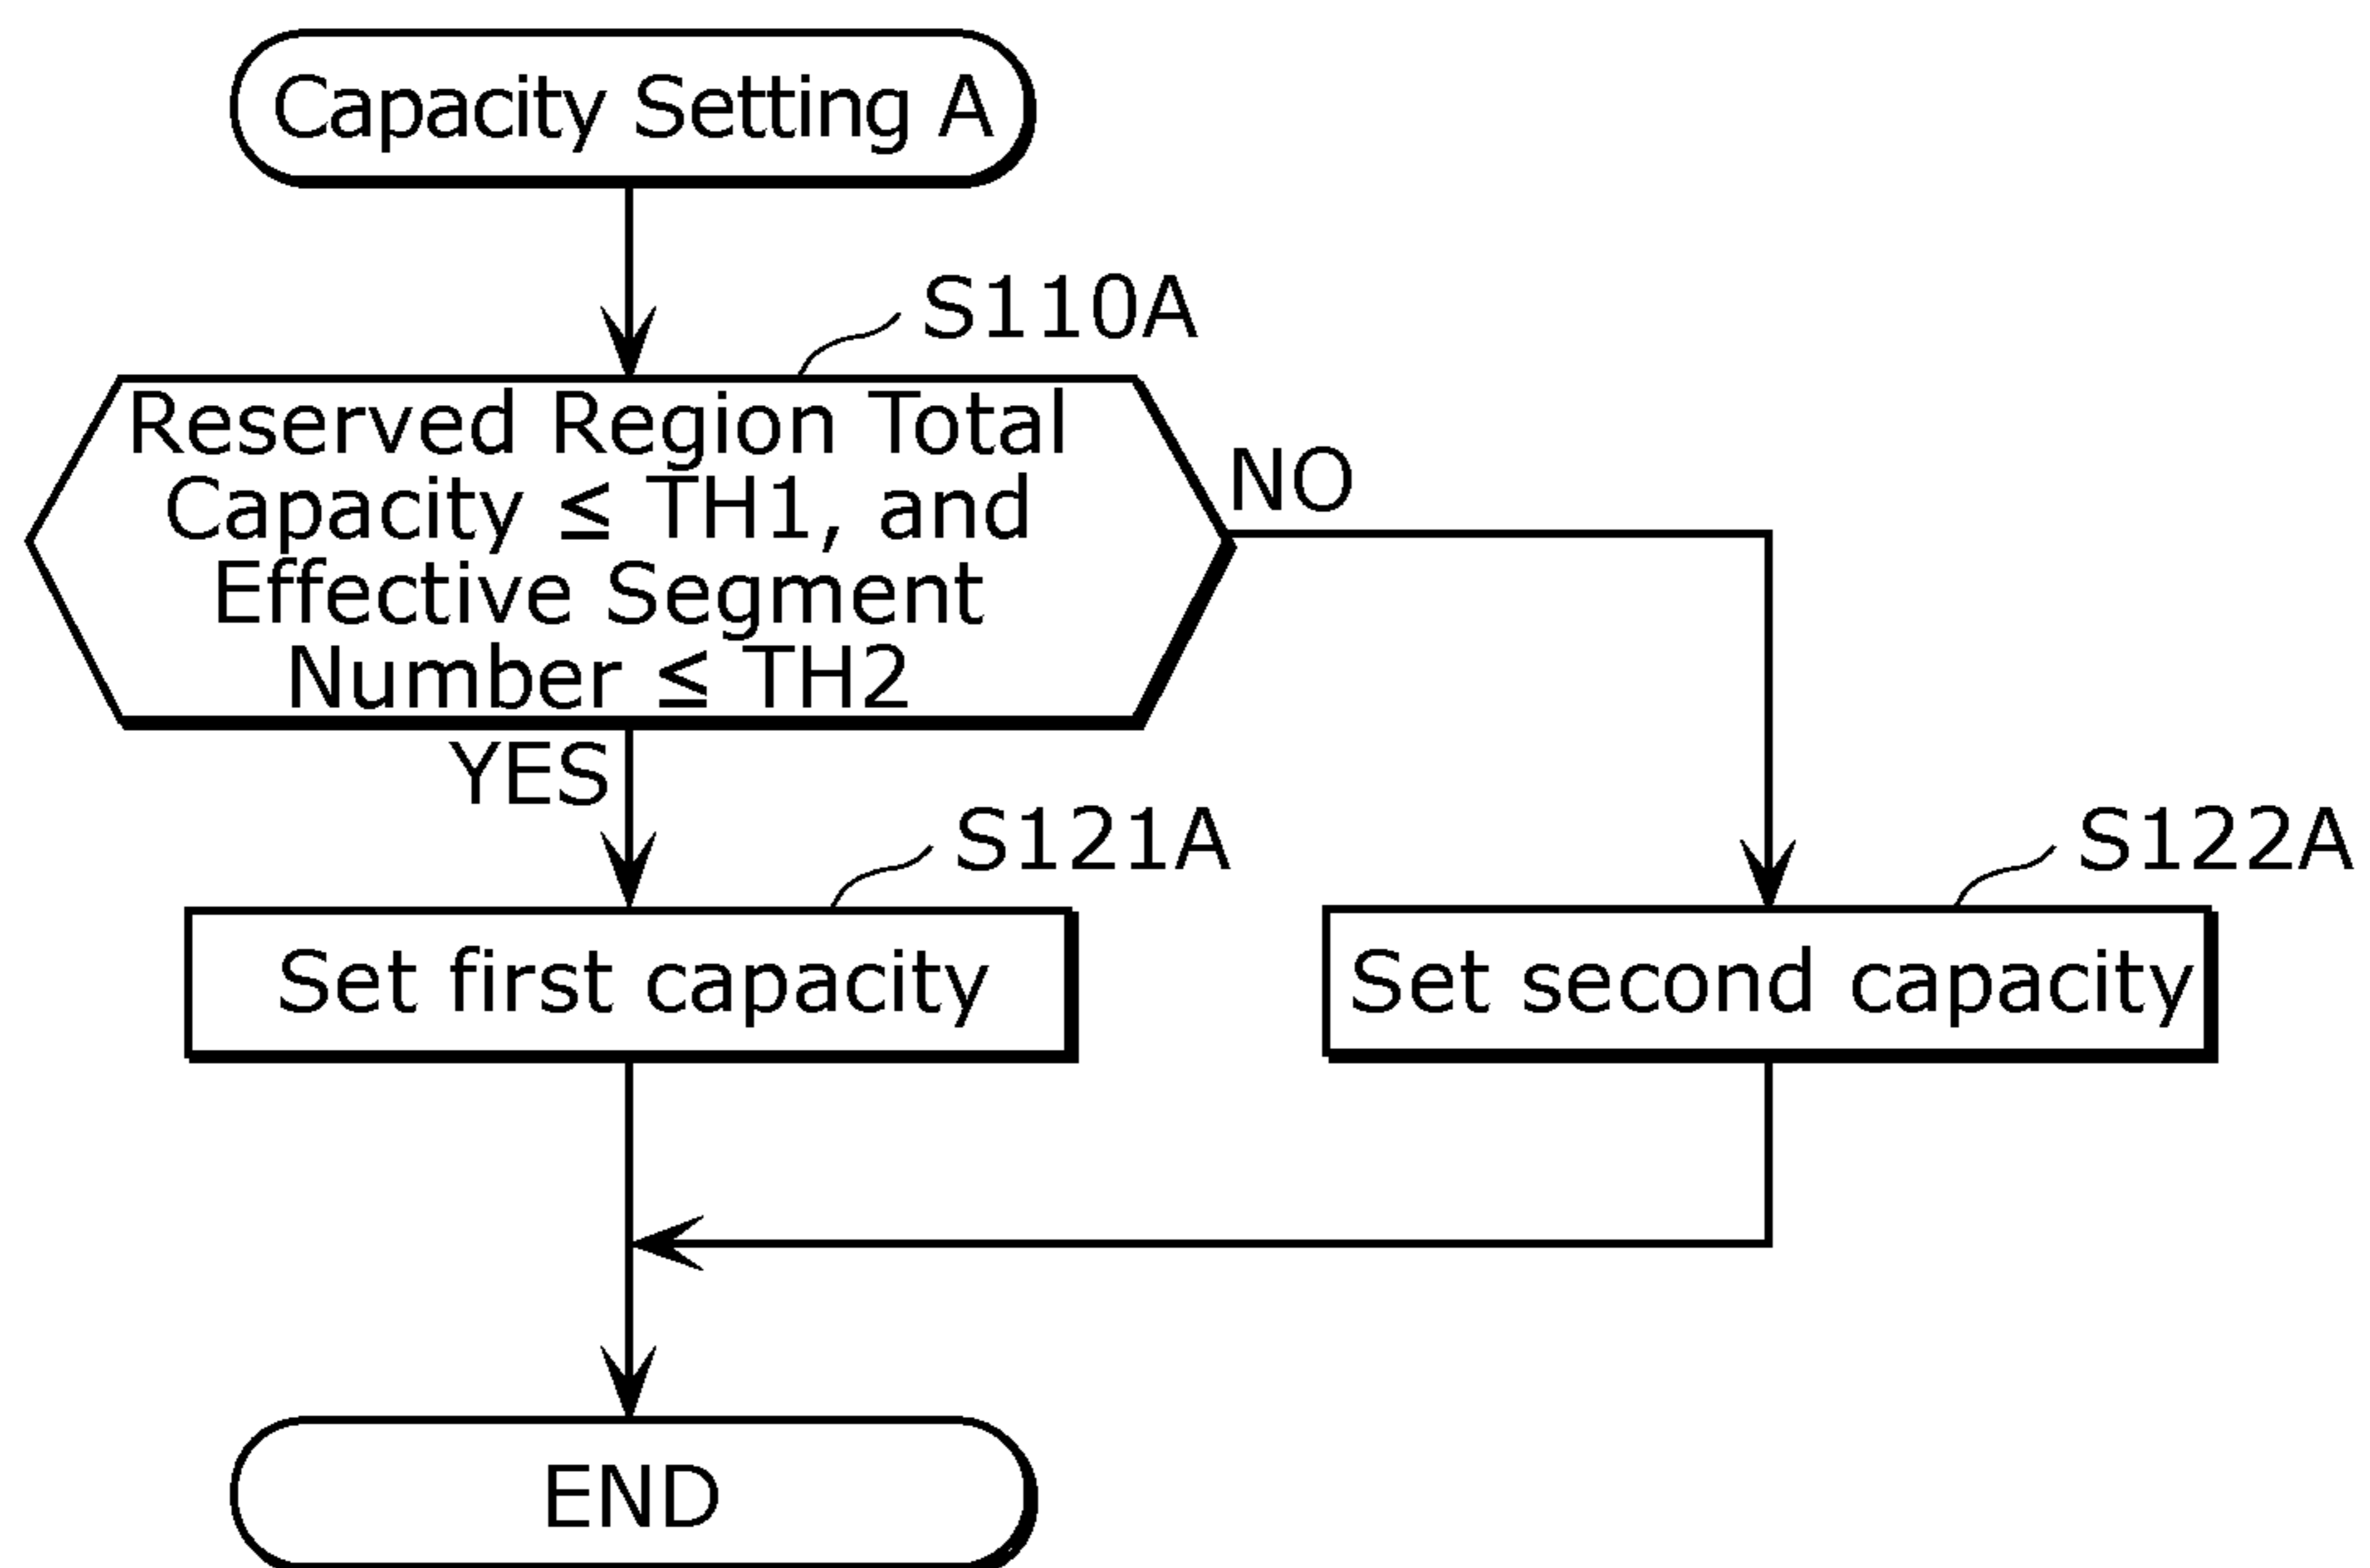 Capacity Setting A
S110A
Reserved Region Total
Capacity ≤ TH1, and
Effective Segment
Number ≤ TH2
NO
YES
S121A
S122A
Set first capacity
Set second capacity
END